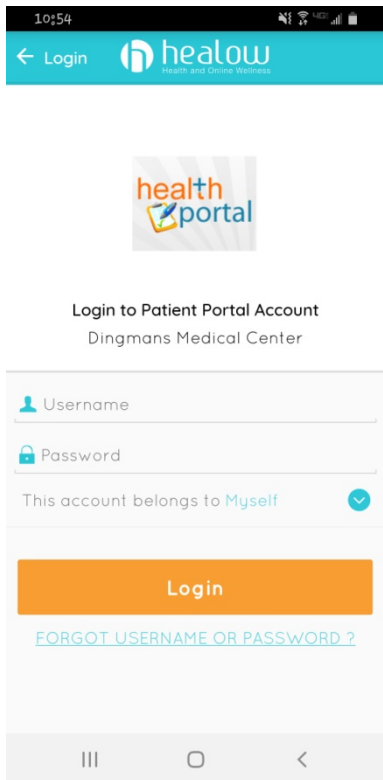 10:54
Login
healow
Health and Online Wellness
health
portal
Login to Patient Portal Account
Dingmans Medical Center
Username
Password
This account belongs to Myself
Login
FORGOT USERNAME OR PASSWORD ?